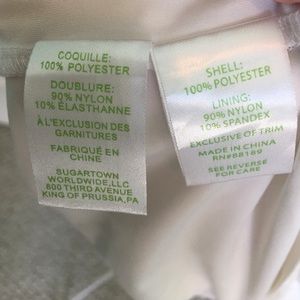 COQUILLE:
100% POLYESTER
DOUBLURE:
90% NYLON
10% ÉLASTHANNE
À L'EXCLUSION DES
GARNITURES
FABRIQUÉ EN
CHINE
SUGARTOWN
WORLDWIDE,LLC
800 THIRD AVENUE
KING OF PRUSSIA,PA
SHELL:
100% POLYESTER
LINING:
90% NYLON
10% SPANDEX
EXCLUSIVE OF TRIM
MADE IN CHINA
RN#88189
SEE REVERSE
FOR CARE